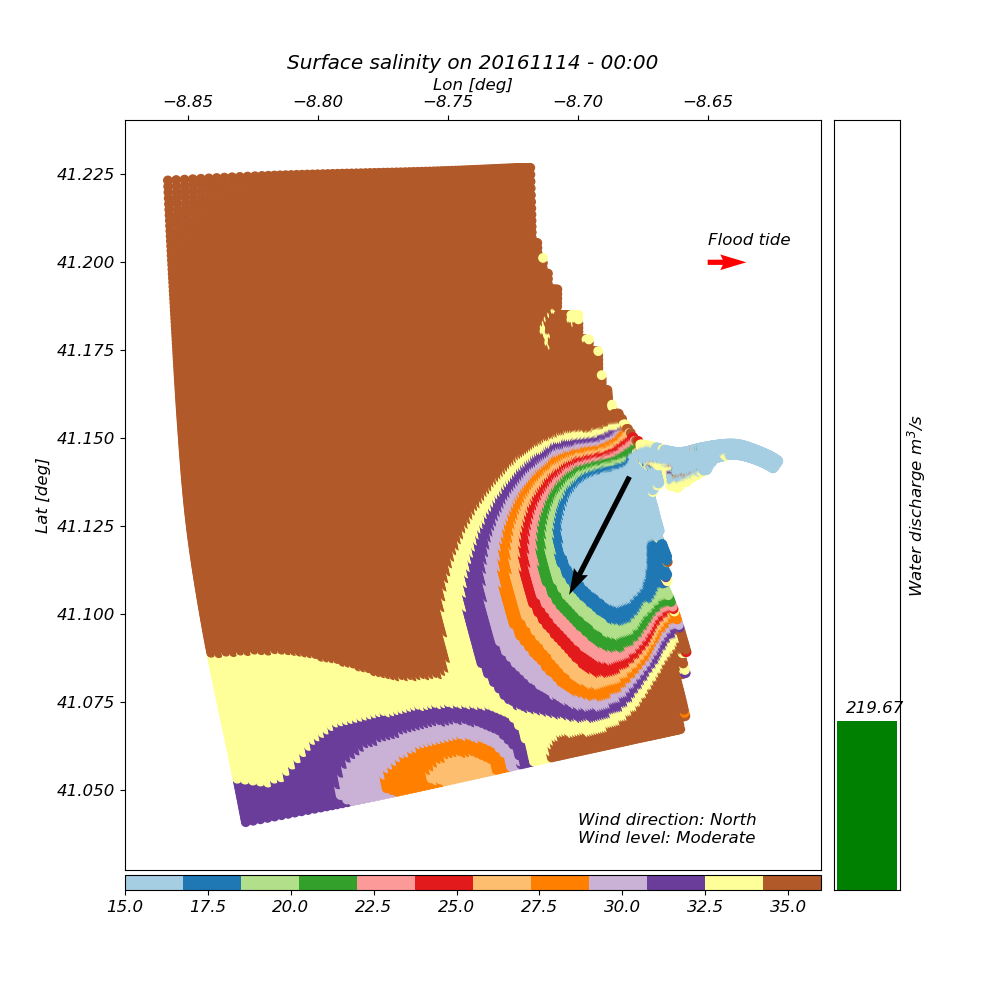 Surface salinity on 20161114 - 00:00
Lon [deg]
−8.85 −8.80 −8.75 −8.70 −8.65
41.225
41.200
41.175
41.150
41.125
41.100
41.075
41.050
Lat [deg]
Flood tide
Wind direction: North
Wind level: Moderate
219.67
Water discharge m³/s
15.0 17.5 20.0 22.5 25.0 27.5 30.0 32.5 35.0